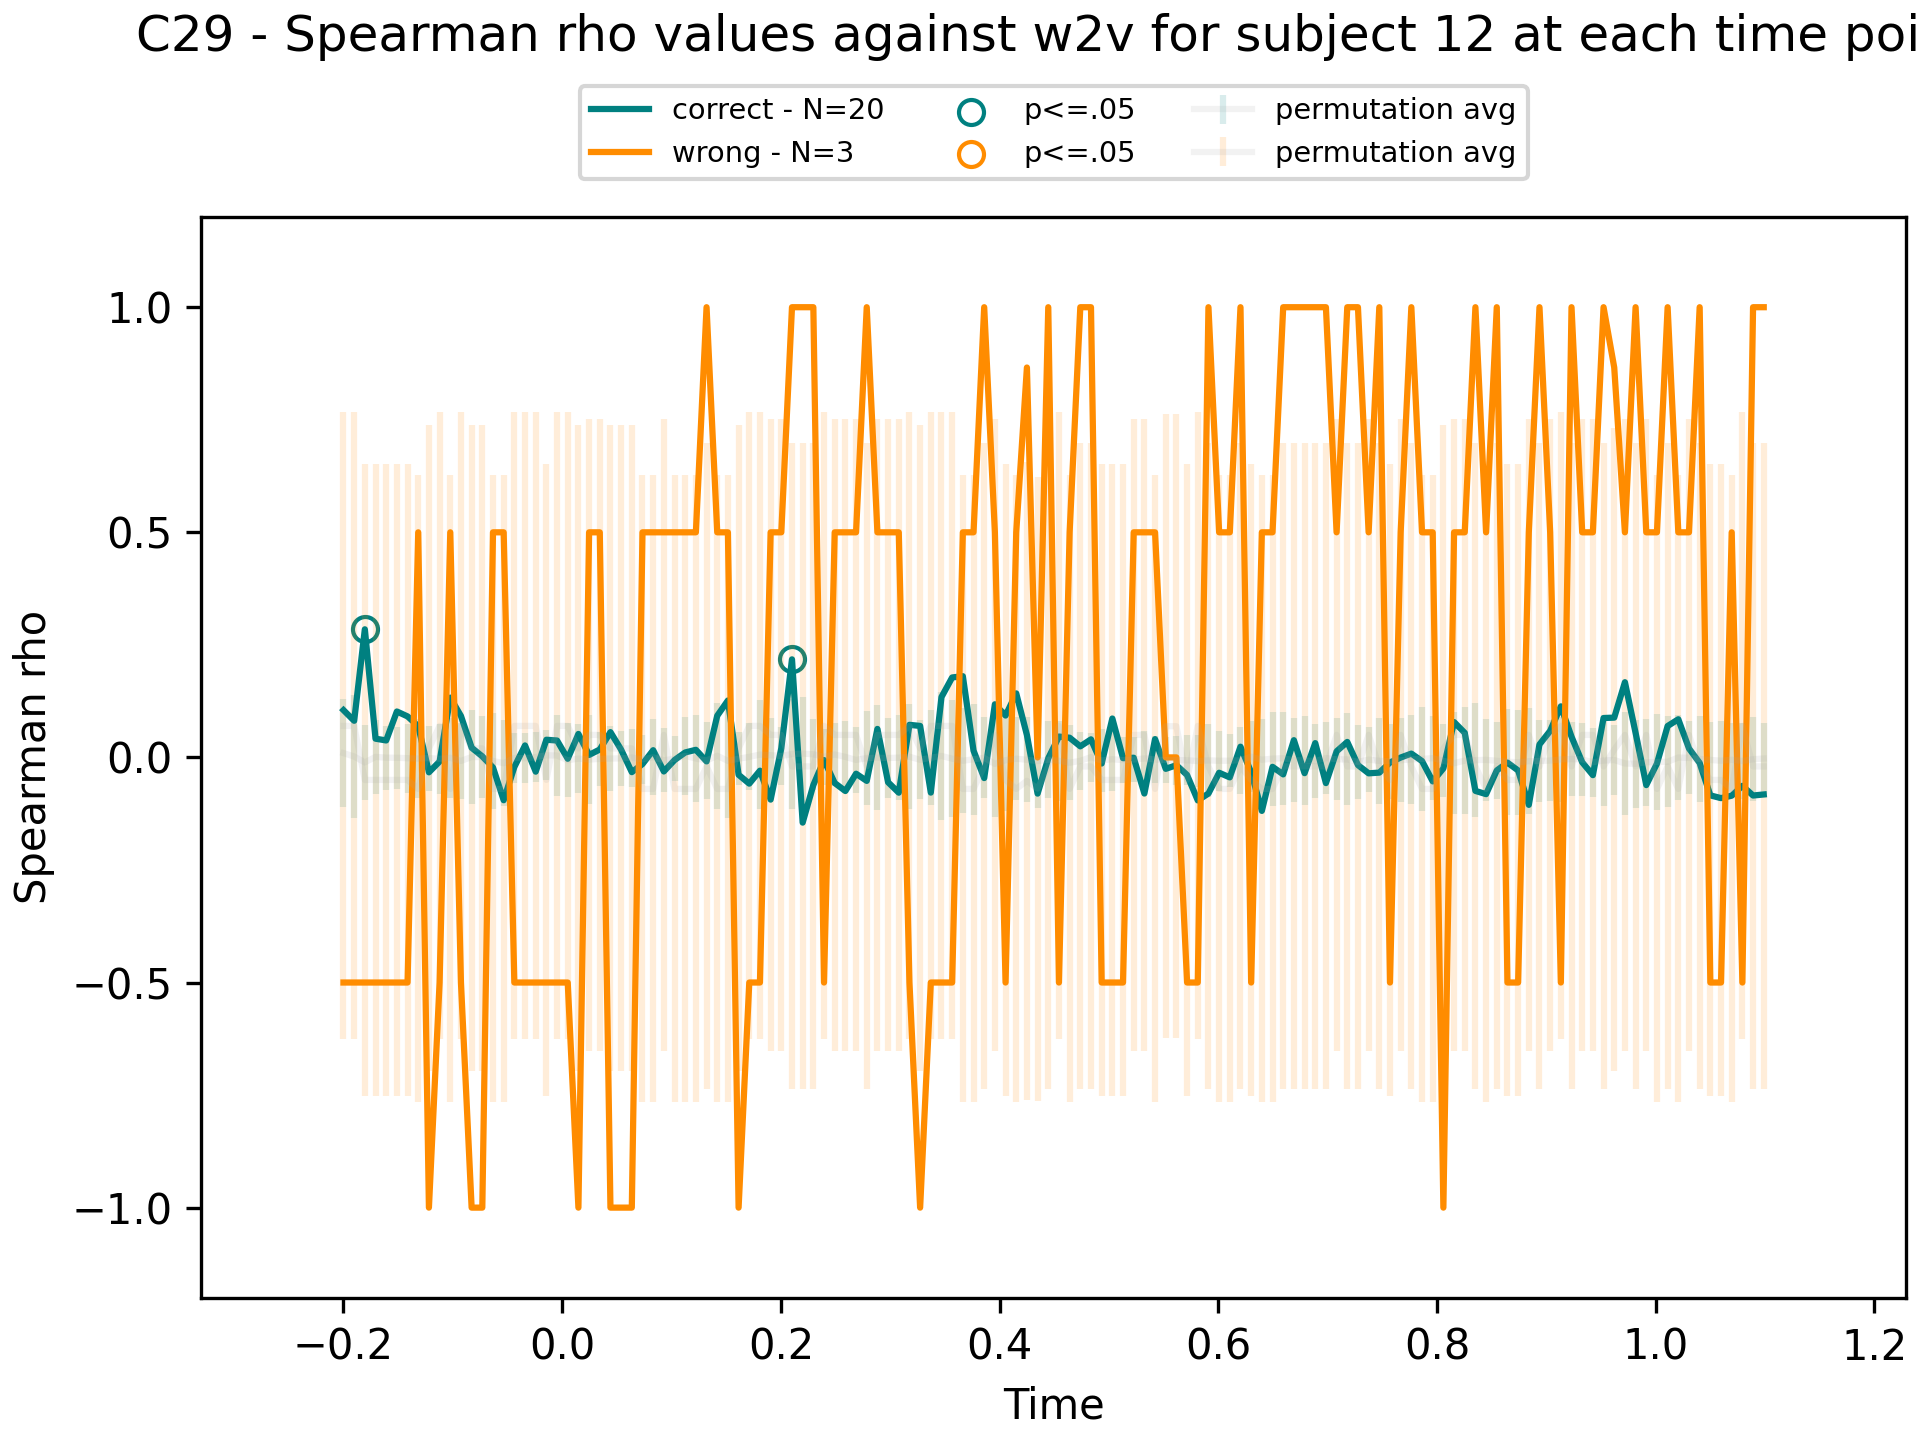 C29 - Spearman rho values against w2v for subject 12 at each time poi
correct - N=20
wrong - N=3
p<=.05
p<=.05
permutation avg
permutation avg
Spearman rho
1.0
0.5
0.0
−0.5
−1.0
−0.2 0.0 0.2 0.4 0.6 0.8 1.0 1.2
Time